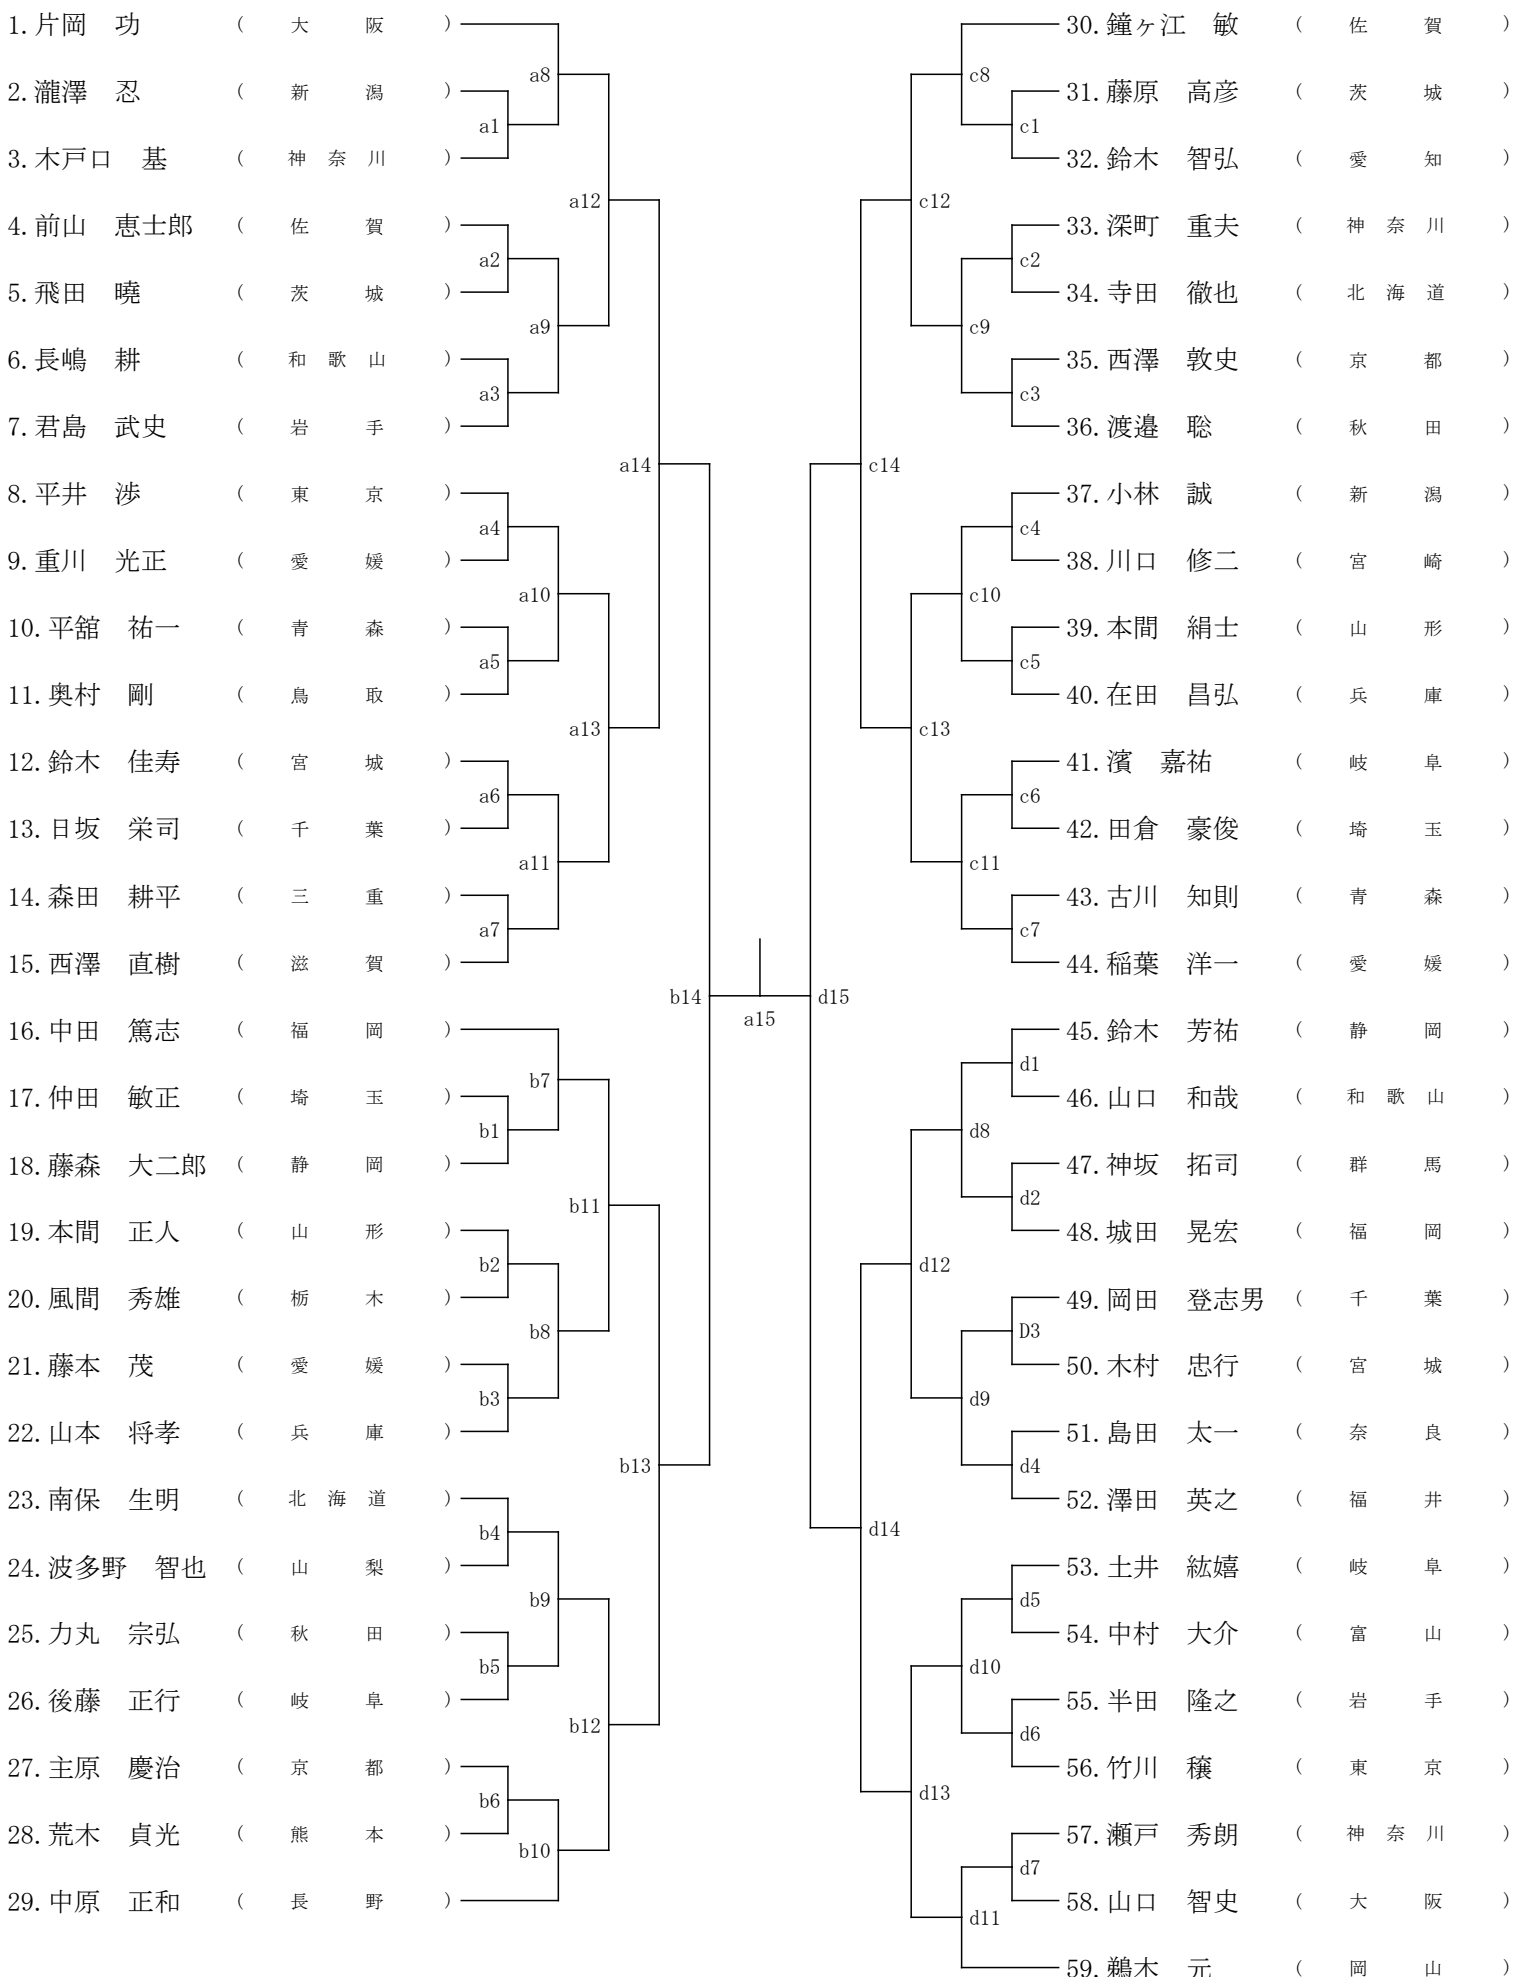 1.片岡　功 （ 大　阪 ）
a8
2.瀧澤　忍 （ 新　潟 ）
a1
3.木戸口　基 （ 神 奈 川 ）
a12
4.前山　恵士郎 （ 佐　賀 ）
a2
5.飛田　曉 （ 茨　城 ）
a9
6.長嶋　耕 （ 和 歌 山 ）
a3
7.君島　武史 （ 岩　手 ）
a14
8.平井　渉 （ 東　京 ）
a4
9.重川　光正 （ 愛　媛 ）
a10
10.平舘　祐一 （ 青　森 ）
a5
11.奥村　剛 （ 鳥　取 ）
a13
12.鈴木　佳寿 （ 宮　城 ）
a6
13.日坂　栄司 （ 千　葉 ）
a11
14.森田　耕平 （ 三　重 ）
a7
15.西澤　直樹 （ 滋　賀 ）
b14
16.中田　篤志 （ 福　岡 ）
b7
17.仲田　敏正 （ 埼　玉 ）
b1
18.藤森　大二郎 （ 静　岡 ）
b11
19.本間　正人 （ 山　形 ）
b2
20.風間　秀雄 （ 栃　木 ）
b8
21.藤本　茂 （ 愛　媛 ）
b3
22.山本　将孝 （ 兵　庫 ）
b13
23.南保　生明 （ 北 海 道 ）
b4
24.波多野　智也 （ 山　梨 ）
b9
25.力丸　宗弘 （ 秋　田 ）
b5
26.後藤　正行 （ 岐　阜 ）
b12
27.主原　慶治 （ 京　都 ）
b6
28.荒木　貞光 （ 熊　本 ）
b10
29.中原　正和 （ 長　野 ）
a15
30.鐘ヶ江　敏 （ 佐　賀 ）
c8
31.藤原　高彦 （ 茨　城 ）
c1
32.鈴木　智弘 （ 愛　知 ）
c12
33.深町　重夫 （ 神 奈 川 ）
c2
34.寺田　徹也 （ 北 海 道 ）
c9
35.西澤　敦史 （ 京　都 ）
c3
36.渡邉　聡 （ 秋　田 ）
c14
37.小林　誠 （ 新　潟 ）
c4
38.川口　修二 （ 宮　崎 ）
c10
39.本間　絹士 （ 山　形 ）
c5
40.在田　昌弘 （ 兵　庫 ）
c13
41.濱　嘉祐 （ 岐　阜 ）
c6
42.田倉　豪俊 （ 埼　玉 ）
c11
43.古川　知則 （ 青　森 ）
c7
44.稲葉　洋一 （ 愛　媛 ）
d15
45.鈴木　芳祐 （ 静　岡 ）
d1
46.山口　和哉 （ 和 歌 山 ）
d8
47.神坂　拓司 （ 群　馬 ）
d2
48.城田　晃宏 （ 福　岡 ）
d12
49.岡田　登志男 （ 千　葉 ）
D3
50.木村　忠行 （ 宮　城 ）
d9
51.島田　太一 （ 奈　良 ）
d4
52.澤田　英之 （ 福　井 ）
d14
53.土井　紘嬉 （ 岐　阜 ）
d5
54.中村　大介 （ 富　山 ）
d10
55.半田　隆之 （ 岩　手 ）
d6
56.竹川　穣 （ 東　京 ）
d13
57.瀬戸　秀朗 （ 神 奈 川 ）
d7
58.山口　智史 （ 大　阪 ）
d11
59.鵜木　元 （ 岡　山 ）